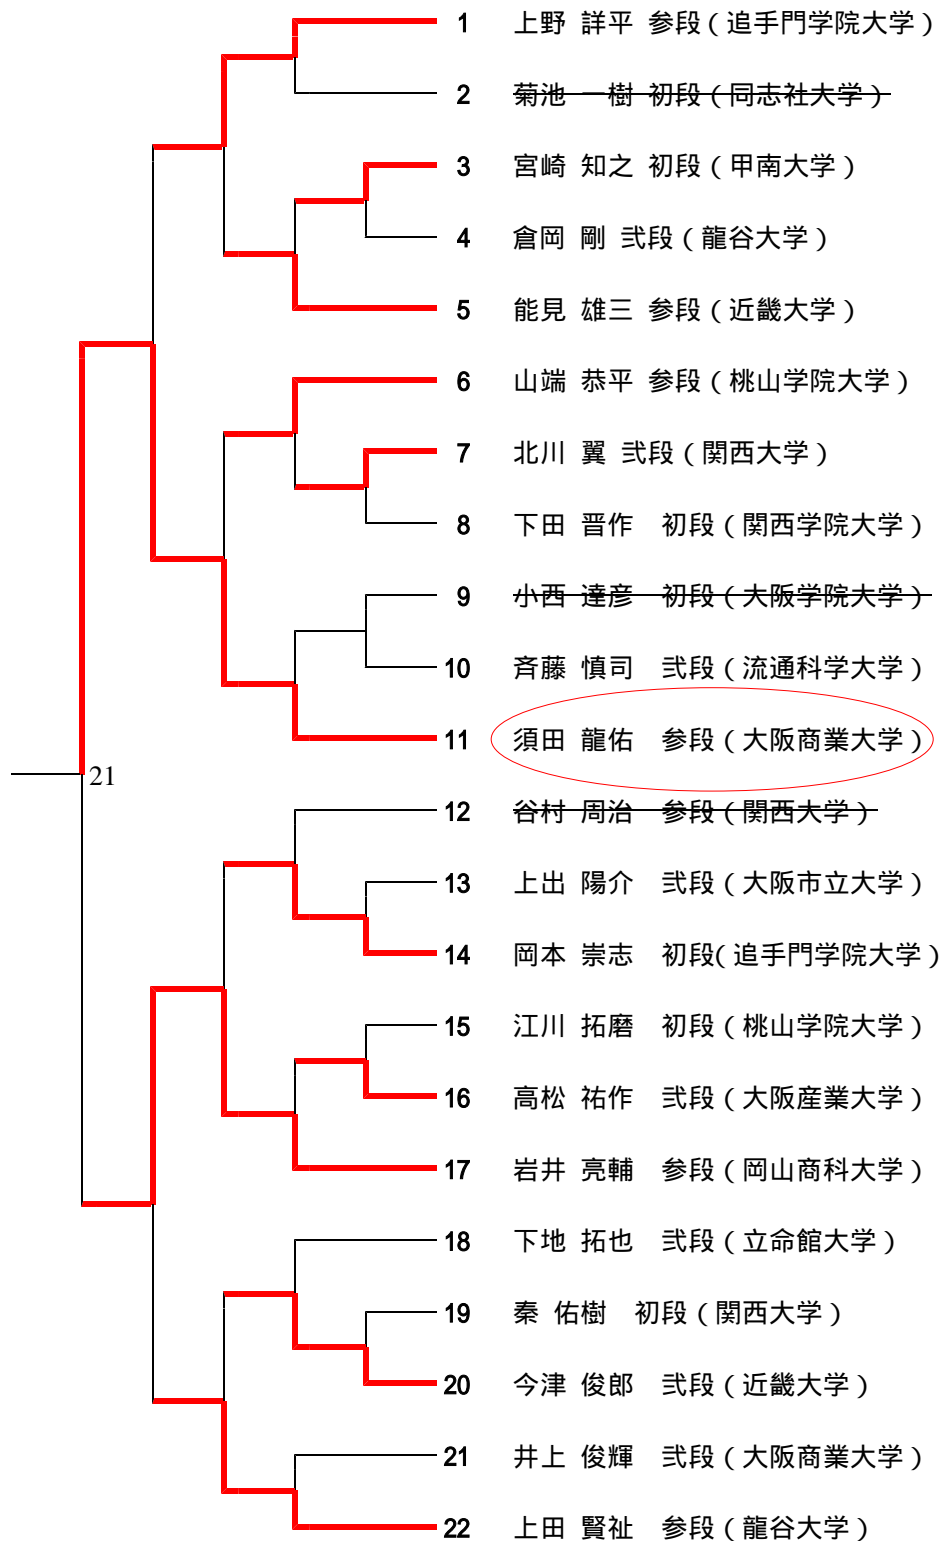 1 上野 詳平 参段（追手門学院大学）
2 菊池 一樹 初段（同志社大学）
3 宮崎 知之 初段（甲南大学）
4 倉岡 剛 弐段（龍谷大学）
5 能見 雄三 参段（近畿大学）
6 山端 恭平 参段（桃山学院大学）
7 北川 翼 弐段（関西大学）
8 下田 晋作　初段（関西学院大学）
9 小西 達彦　初段（大阪学院大学）
10 斉藤 慎司　弐段（流通科学大学）
11 須田 龍佑　参段（大阪商業大学）
21
12 谷村 周治　参段（関西大学）
13 上出 陽介　弐段（大阪市立大学）
14 岡本 崇志　初段(追手門学院大学）
15 江川 拓磨　初段（桃山学院大学）
16 高松 祐作　弐段（大阪産業大学）
17 岩井 亮輔　参段（岡山商科大学）
18 下地 拓也　弐段（立命館大学）
19 秦 佑樹　初段（関西大学）
20 今津 俊郎　弐段（近畿大学）
21 井上 俊輝　弐段（大阪商業大学）
22 上田 賢祉　参段（龍谷大学）